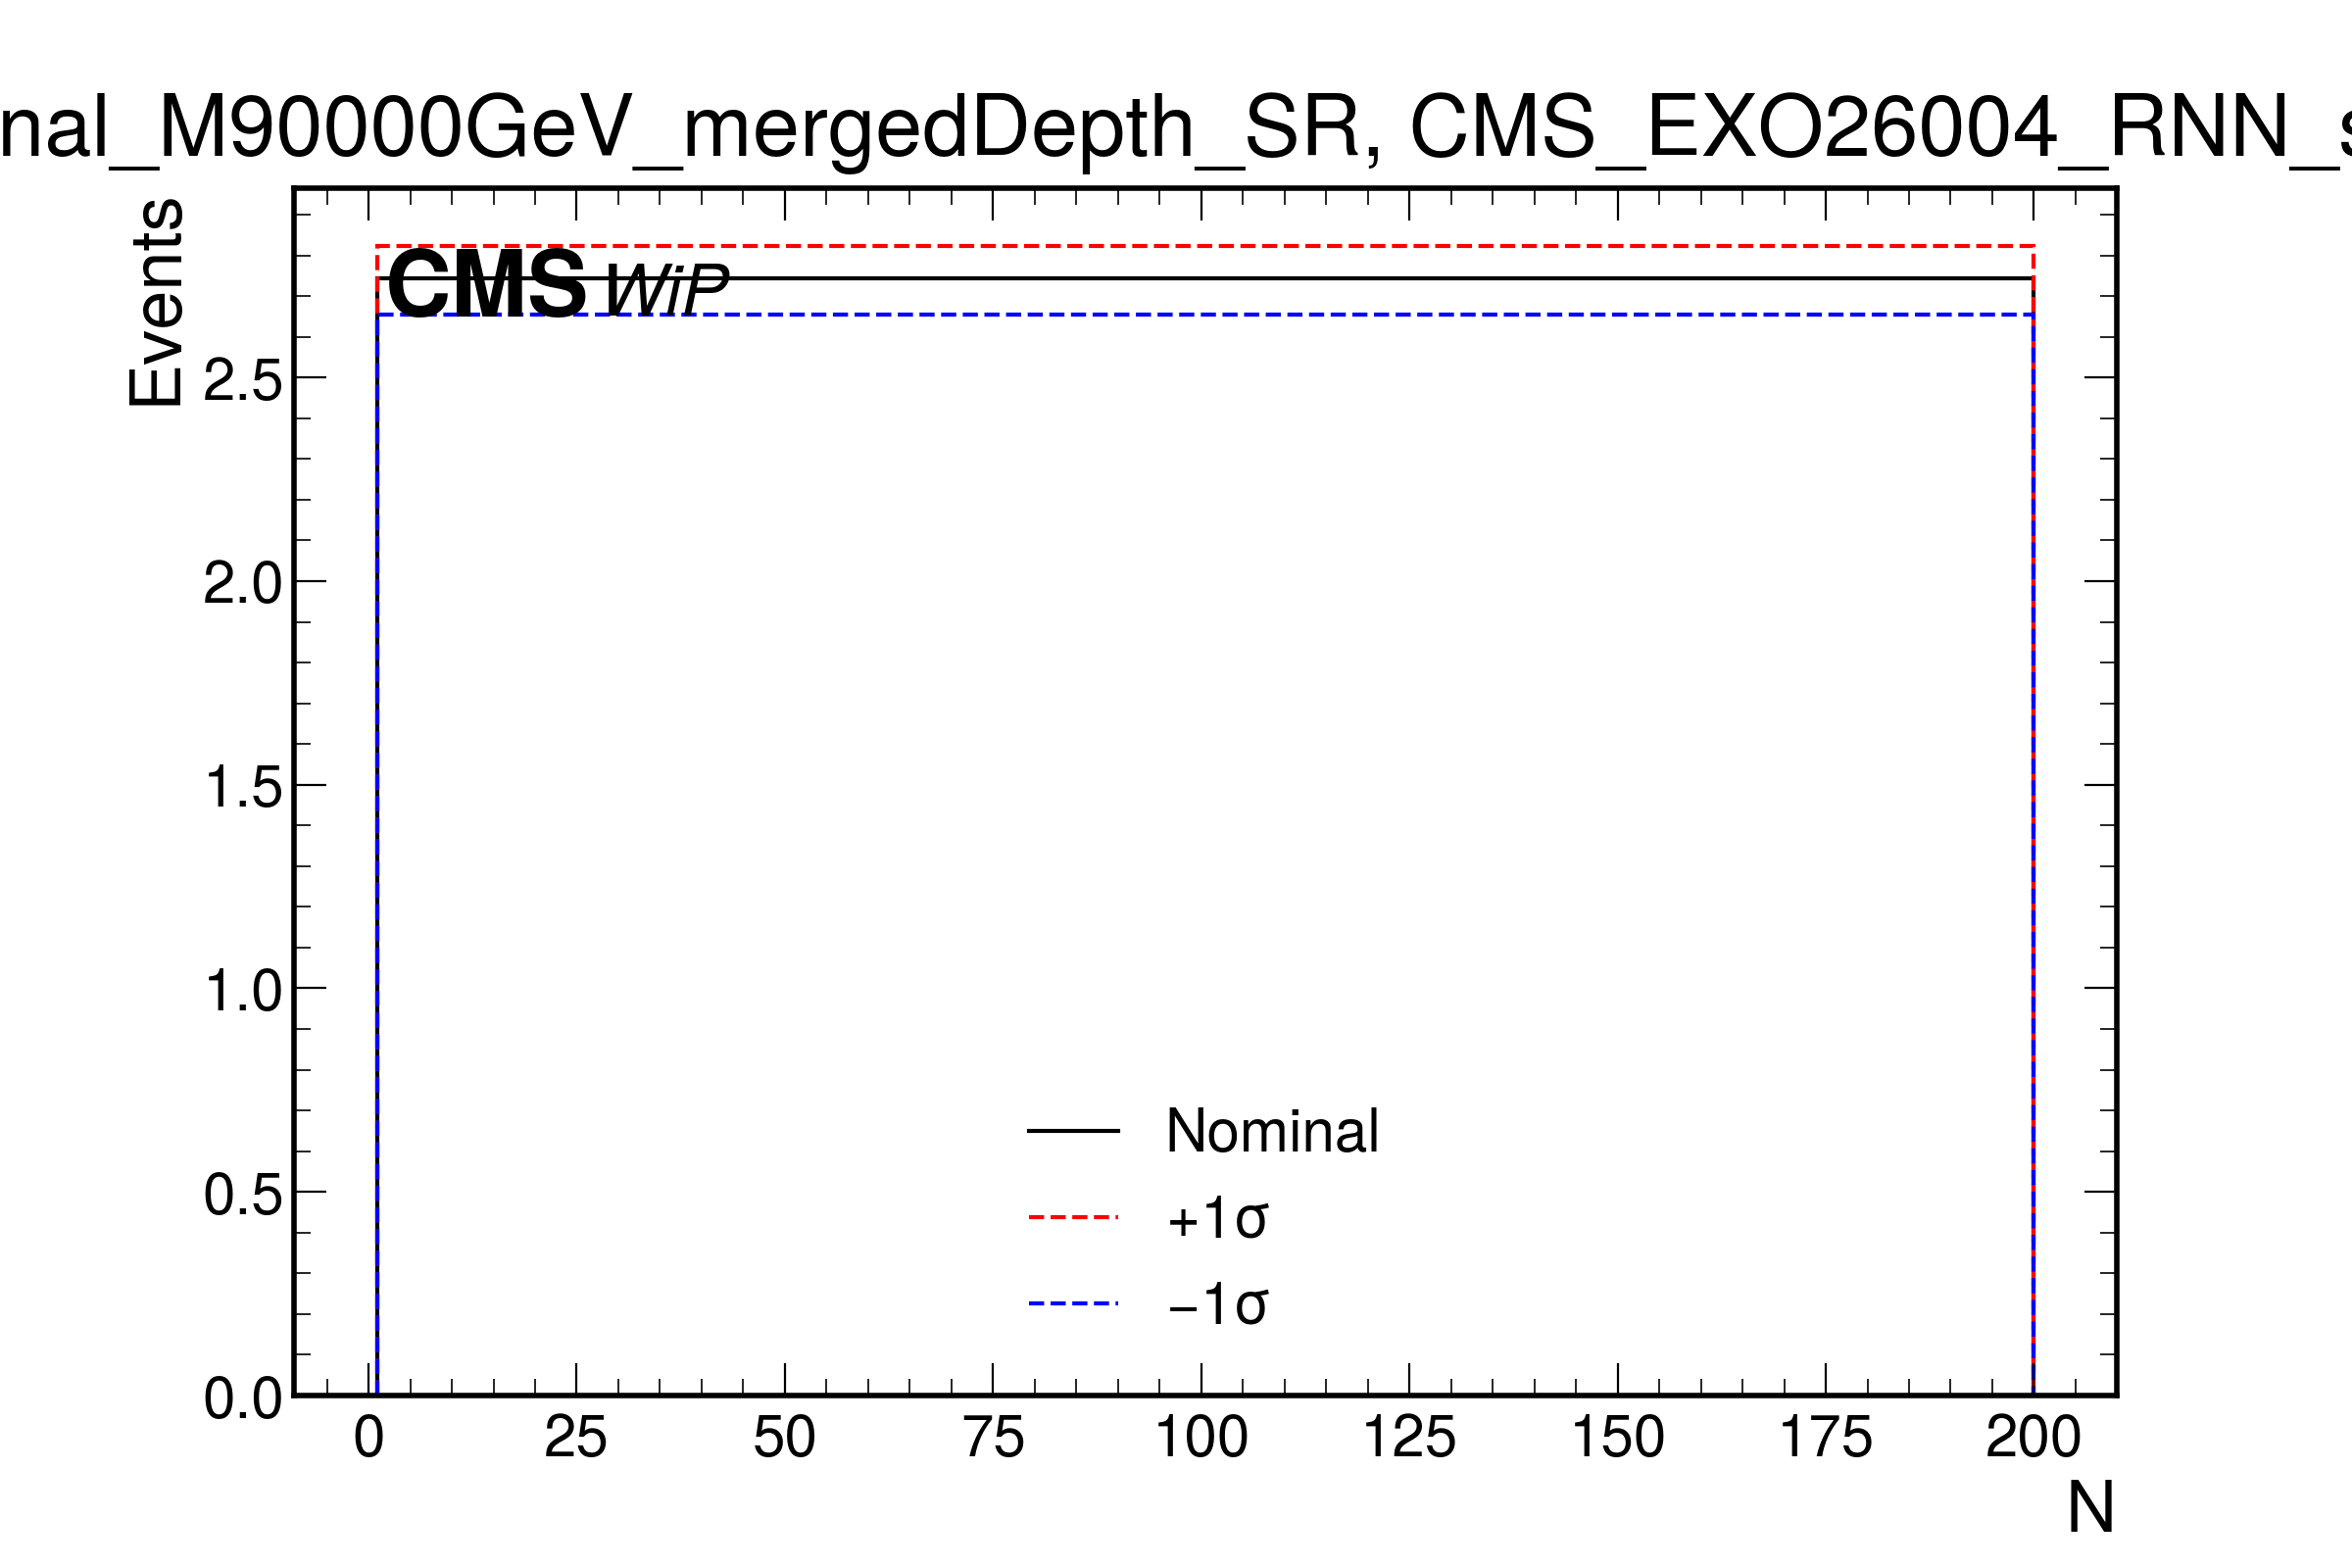 nal_M90000GeV_mergedDepth_SR, CMS_EXO26004_RNN_
Events
CMS WiP
2.5
2.0
1.5
1.0
0.5
0.0
Nominal
+1σ
−1σ
0 25 50 75 100 125 150 175 200
N